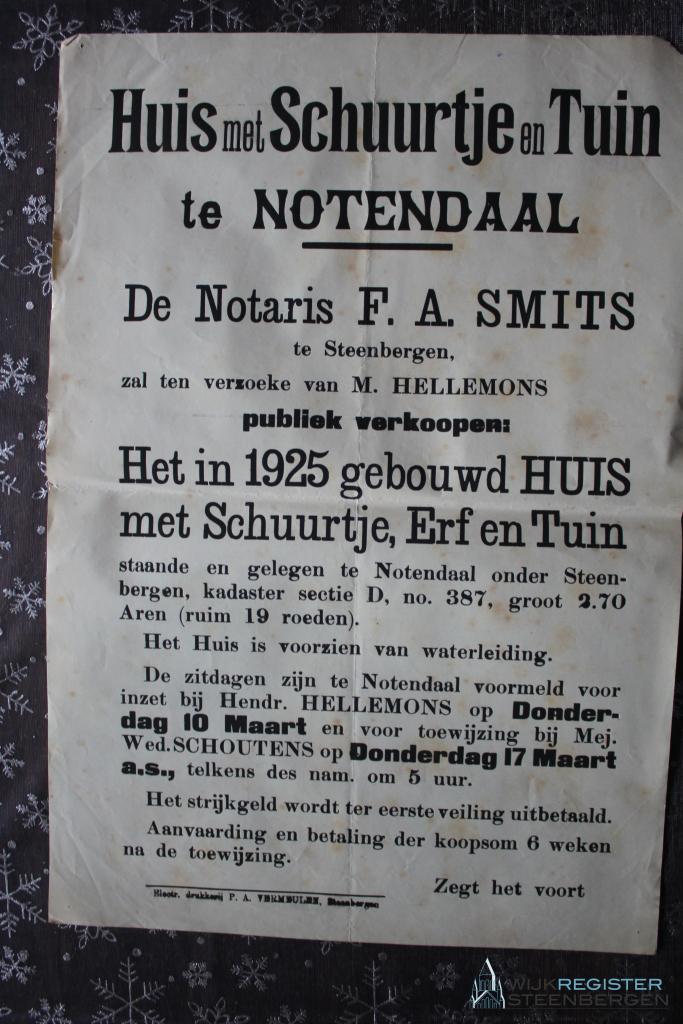 Huis met Schuurtje en Tuin
te NOTENDAAL
De Notaris F. A. SMITS
te Steenbergen,
zal ten verzoeke van M. HELLEMONS
publiek verkoopen:
Het in 1925 gebouwd HUIS
met Schuurtje, Erf en Tuin
staande en gelegen te Notendaal onder Steen-
bergen, kadaster sectie D, no. 387, groot 2.70
Aren (ruim 19 roeden).
Het Huis is voorzien van waterleiding.
De zitdagen zijn te Notendaal voormeld voor
inzet bij Hendr. HELLEMONS op Donder-
dag 10 Maart en voor toewijzing bij Mej.
Wed. SCHOUTENS op Donderdag 17 Maart
a.s., telkens des nam. om 5 uur.
Het strijkgeld wordt ter eerste veiling uitbetaald.
Aanvaarding en betaling der koopsom 6 weken
na de toewijzing.
Zegt het voort
Electr. drukkerij P. A. VERMEULEN, Steenbergen
WIJKREGISTER
STEENBERGEN